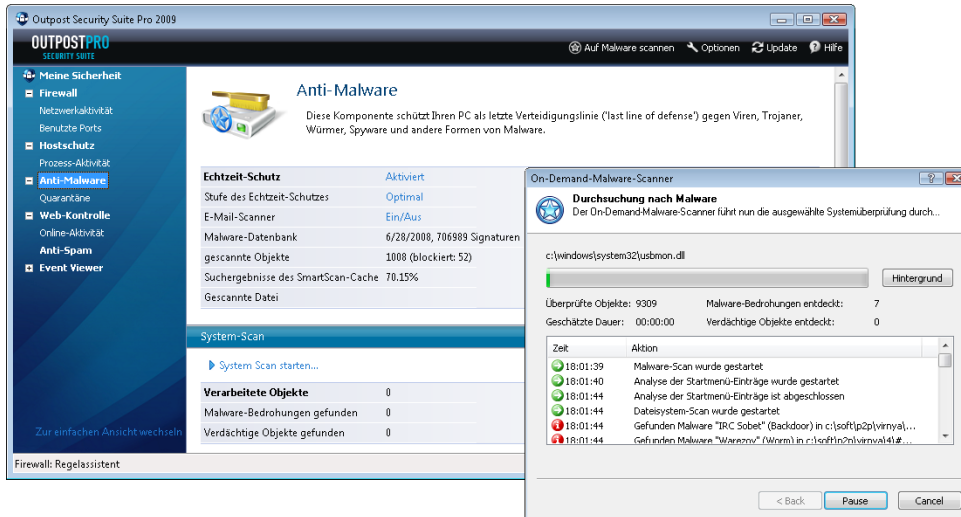 Outpost Security Suite Pro 2009
OUTPOSTPRO
SECURITY SUITE
Auf Malware scannen Optionen Update Hilfe
Meine Sicherheit
Firewall
Netzwerkaktivität
Benutzte Ports
Hostschutz
Prozess-Aktivität
Anti-Malware
Quarantäne
Web-Kontrolle
Online-Aktivität
Anti-Spam
Event Viewer
Zur einfachen Ansicht wechseln
Anti-Malware
Diese Komponente schützt Ihren PC als letzte Verteidigungslinie ('last line of defense') gegen Viren, Trojaner,
Würmer, Spyware und andere Formen von Malware.
Echtzeit-Schutz Aktiviert
Stufe des Echtzeit-Schutzes Optimal
E-Mail-Scanner Ein/Aus
Malware-Datenbank 6/28/2008, 706989 Signaturen
gescannte Objekte 1008 (blockiert: 52)
Suchergebnisse des SmartScan-Cache 70.15%
Gescannte Datei
System-Scan
System Scan starten...
Verarbeitete Objekte 0
Malware-Bedrohungen gefunden 0
Verdächtige Objekte gefunden 0
Firewall: Regelassistent
On-Demand-Malware-Scanner
Durchsuchung nach Malware
Der On-Demand-Malware-Scanner führt nun die ausgewählte Systemüberprüfung durch...
c:\windows\system32\usbmon.dll
Hintergrund
Überprüfte Objekte: 9309 Malware-Bedrohungen entdeckt: 7
Geschätzte Dauer: 00:00:00 Verdächtige Objekte entdeckt: 0
Zeit Aktion
18:01:39 Malware-Scan wurde gestartet
18:01:40 Analyse der Startmenü-Einträge wurde gestartet
18:01:44 Analyse der Startmenü-Einträge ist abgeschlossen
18:01:44 Dateisystem-Scan wurde gestartet
18:01:44 Gefunden Malware "IRC Sobet" (Backdoor) in c:\soft\p2p\virnya\...
18:01:44 Gefunden Malware "Warezov" (Worm) in c:\soft\p2p\virnya\4\#...
< Back Pause Cancel